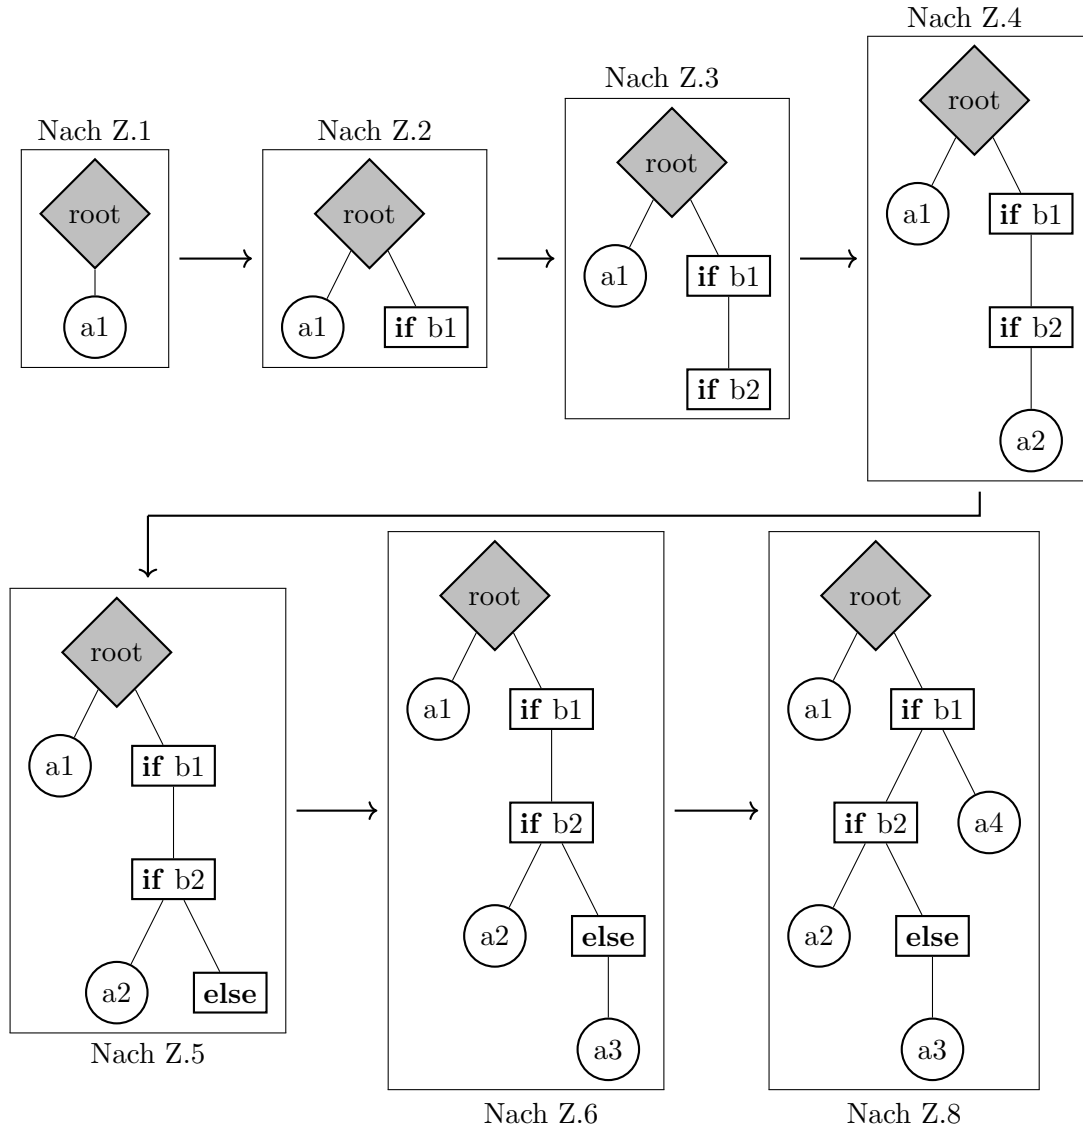 Nach Z.1
root
a1
Nach Z.2
root
a1
if b1
Nach Z.3
root
a1
if b1
if b2
Nach Z.4
root
a1
if b1
if b2
a2
root
a1
if b1
if b2
a2
else
Nach Z.5
root
a1
if b1
if b2
a2
else
a3
Nach Z.6
root
a1
if b1
if b2
a4
a2
else
a3
Nach Z.8